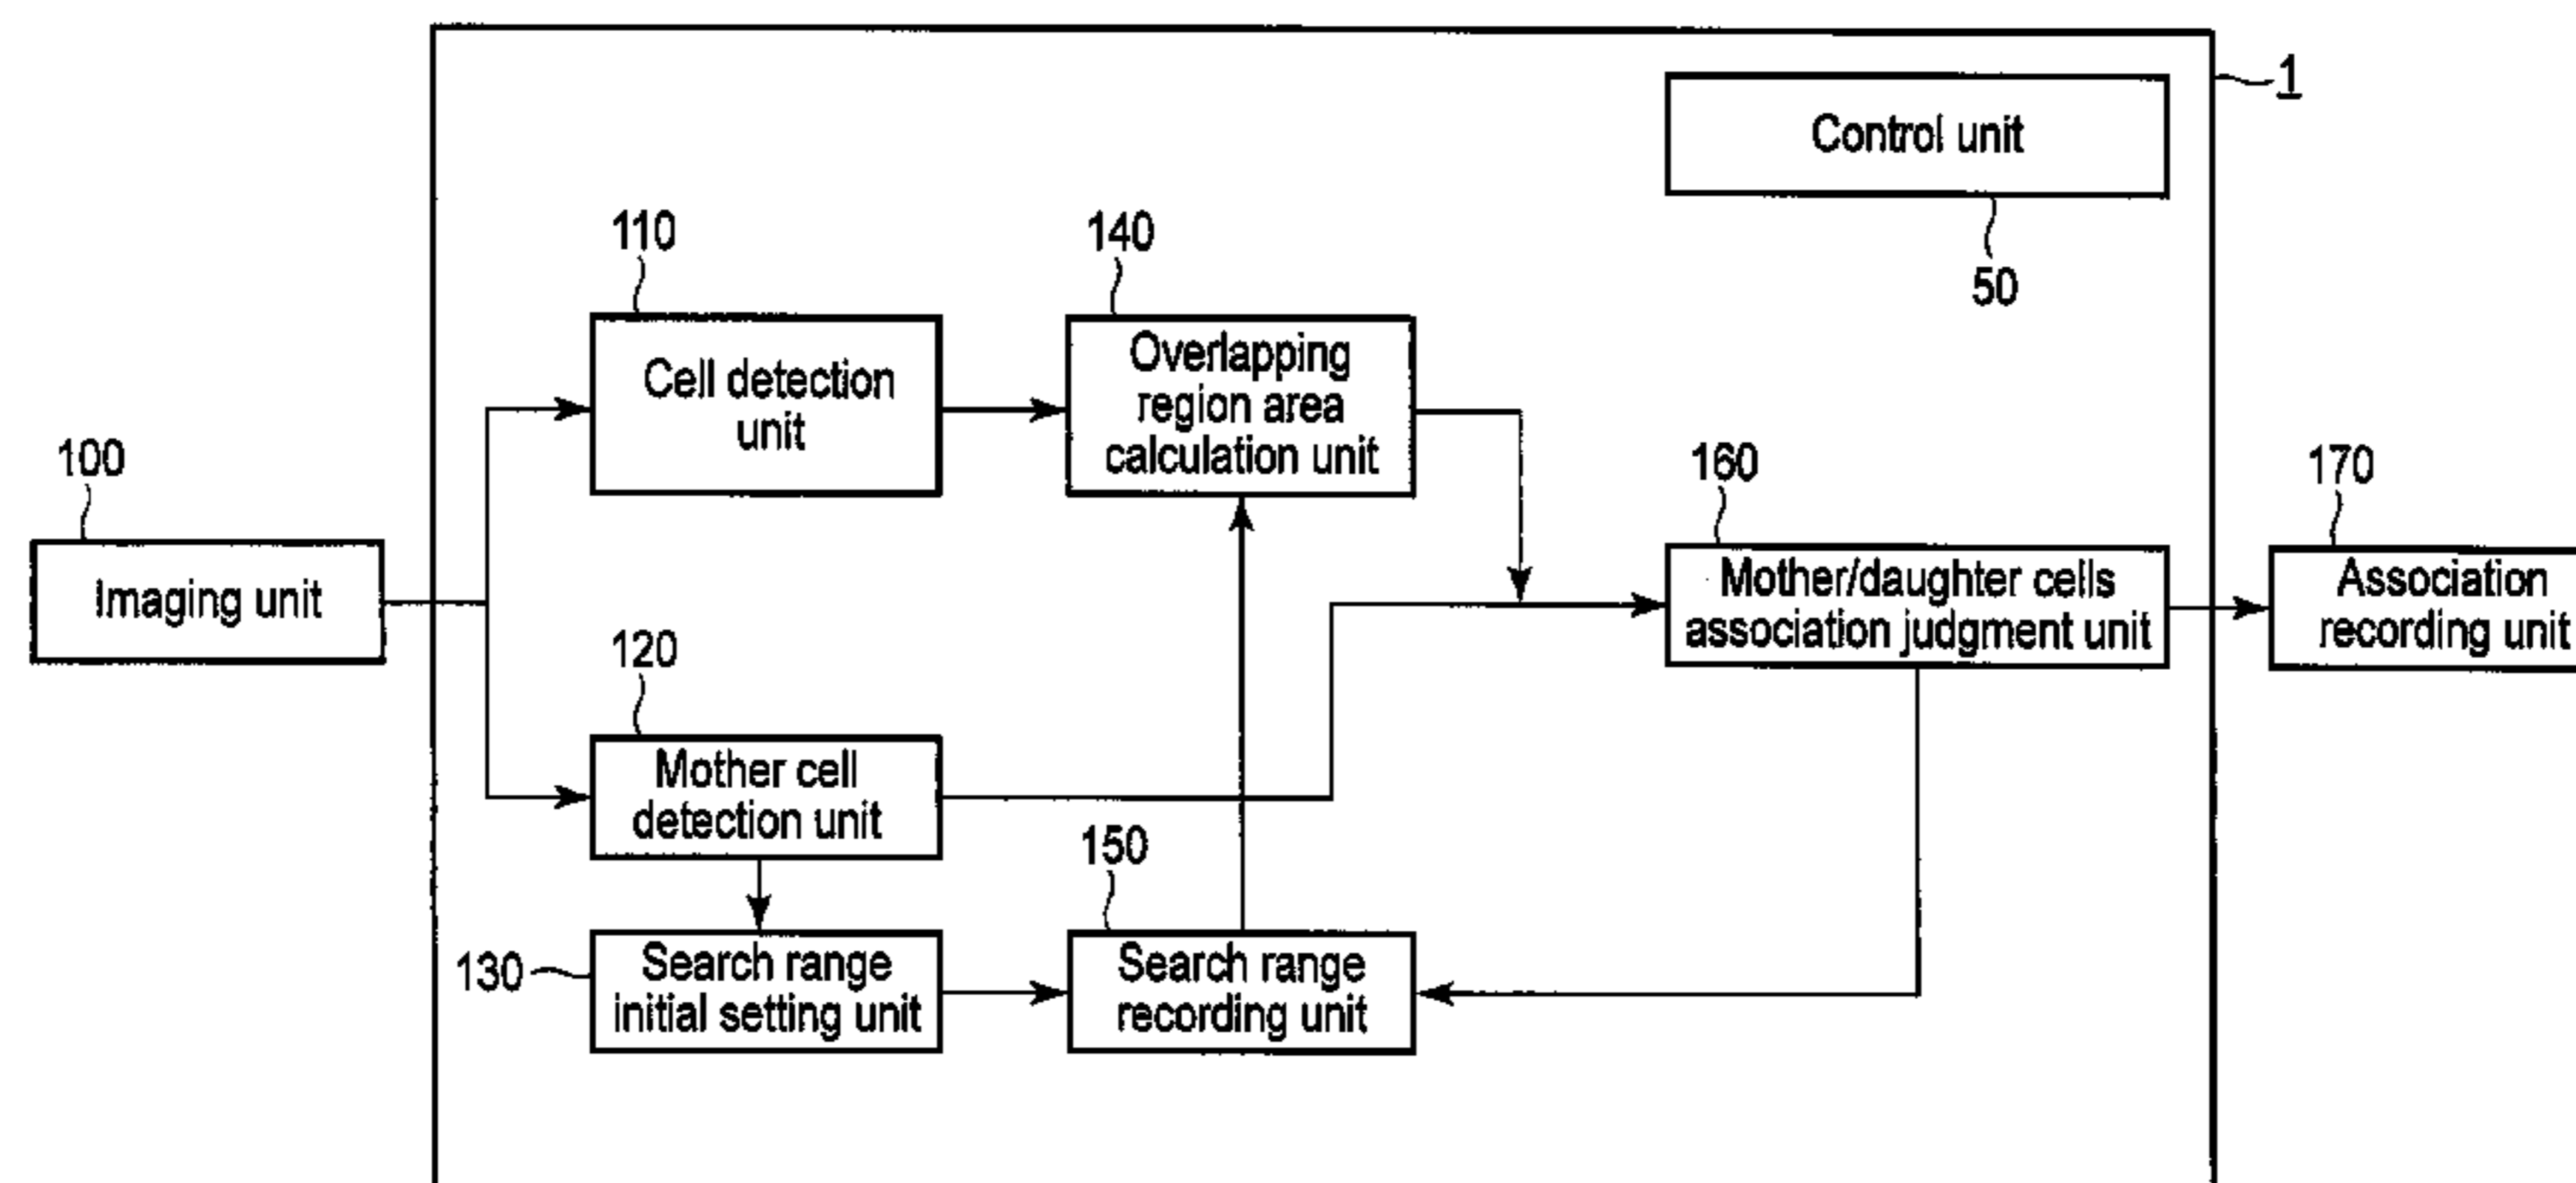 1
Control unit
50
110
140
Cell detection
unit
Overlapping
region area
calculation unit
100
Imaging unit
160
Mother/daughter cells
association judgment unit
170
Association
recording unit
120
Mother cell
detection unit
130
Search range
initial setting unit
150
Search range
recording unit